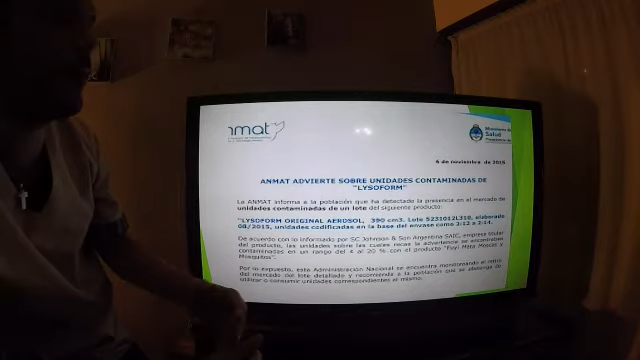 anmat
Ministerio de
Salud
6 de noviembre de 2015
ANMAT ADVIERTE SOBRE UNIDADES CONTAMINADAS DE
"LYSOFORM"
La ANMAT informa a la población que ha detectado la presencia en el mercado de
unidades contaminadas de un lote del siguiente producto:
"LYSOFORM ORIGINAL AEROSOL, 390 cm3. Lote 5231012L310, elaborado
08/2015, unidades codificadas en la base del envase como 2:12 a 2:14.
De acuerdo con lo informado por SC Johnson & Son Argentina SAIC, empresa titular
del producto, las unidades sobre las cuales recae la advertencia se encontrarían
contaminadas en un rango del 4 al 20 % con el producto "Fuyi Mata Moscas y
Mosquitos".
Por lo expuesto, esta Administración Nacional se encuentra monitoreando el retiro
del mercado del lote detallado y recomienda a la población que se abstenga de
utilizar o consumir unidades correspondientes al mismo.